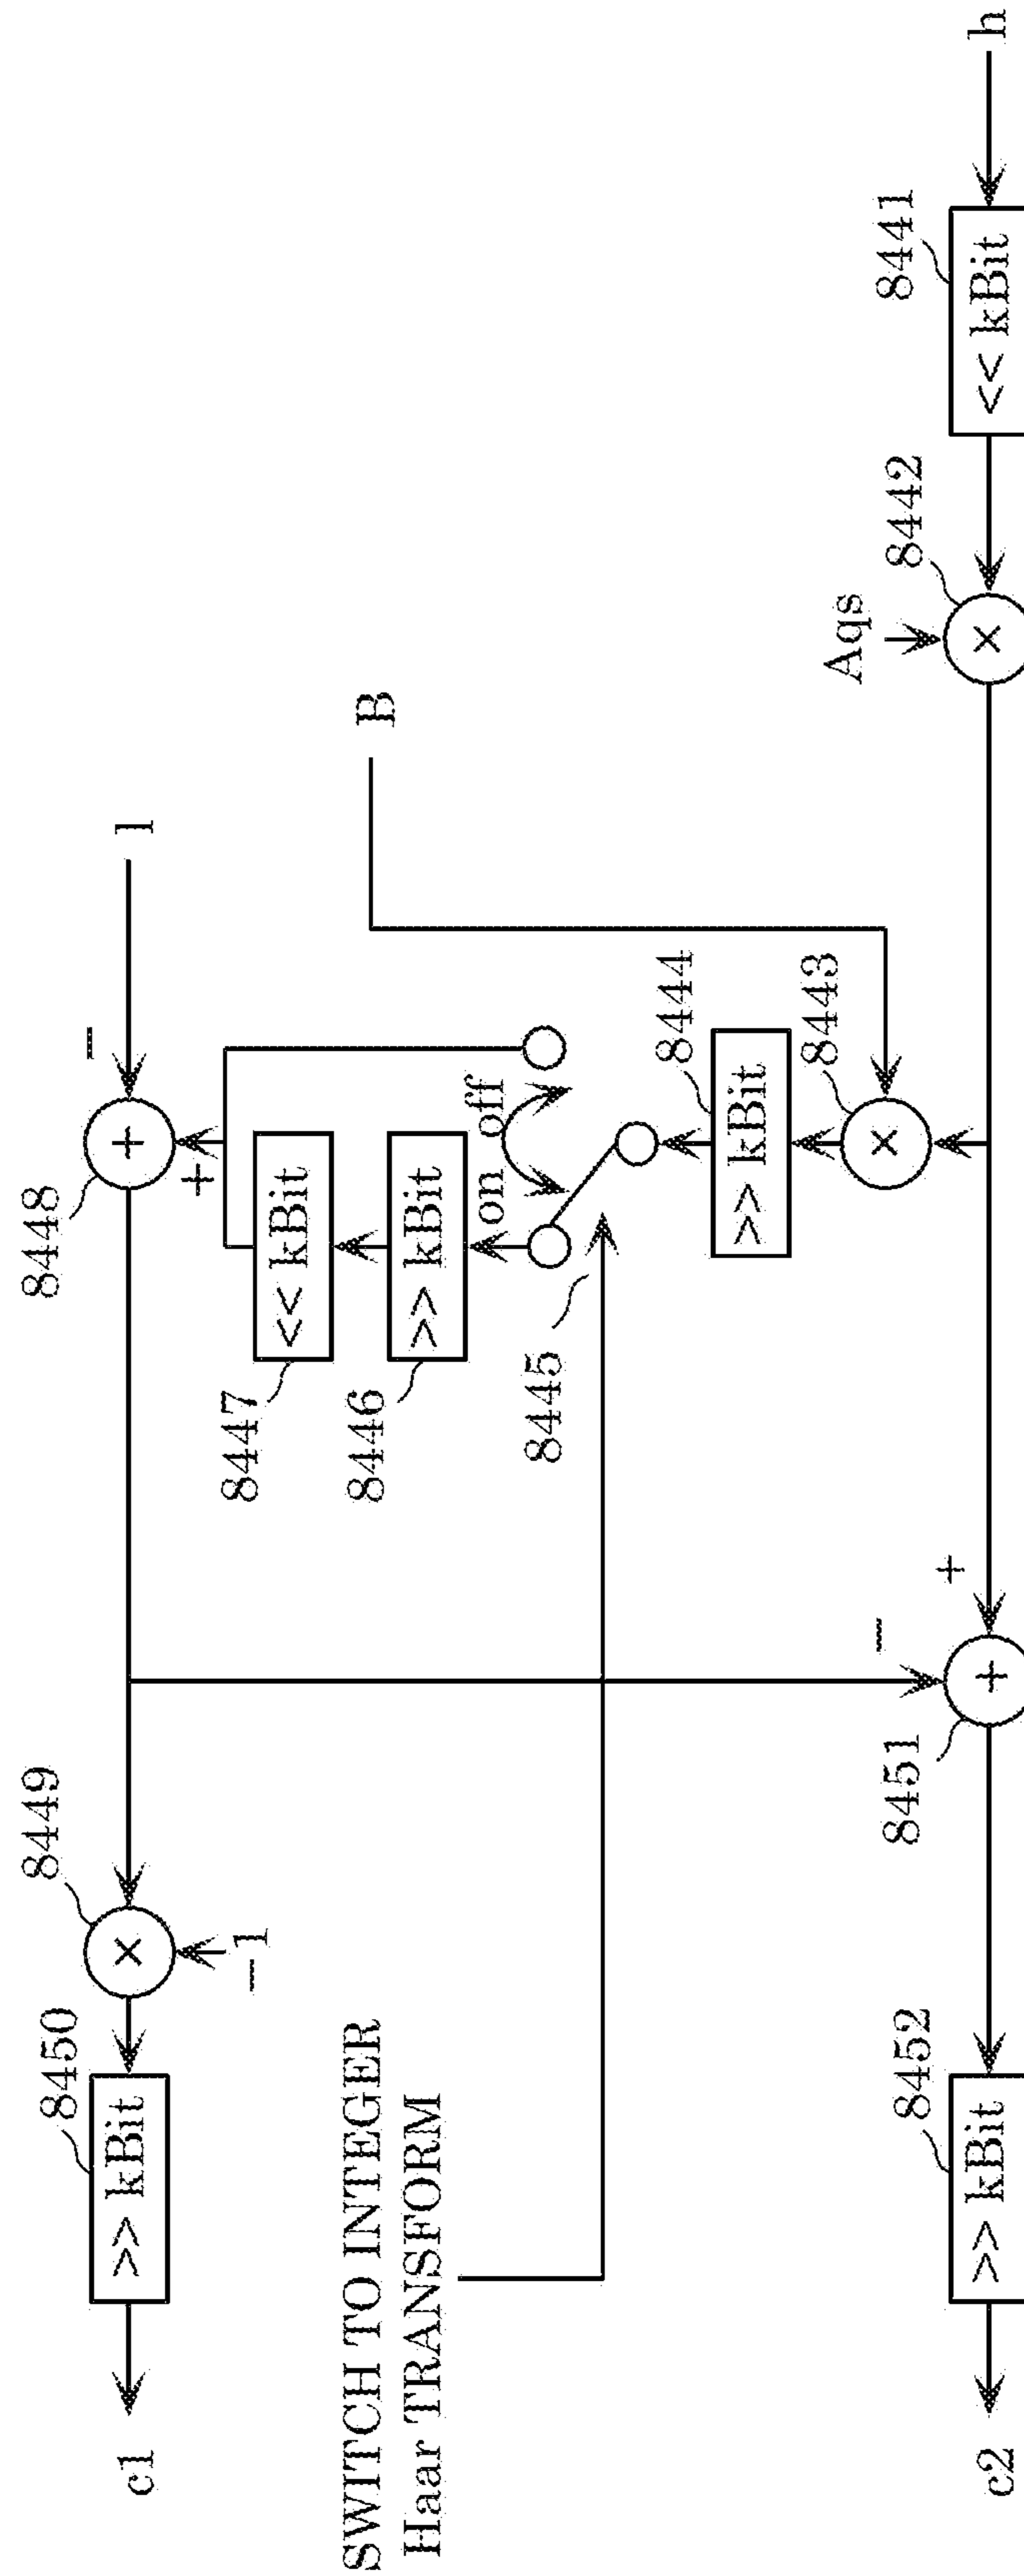 c1
8450
>> kBit
8449
×
-1
8448
+
-
+
l
8447
<< kBit
8446
>> kBit
on off
8445
SWITCH TO INTEGER
Haar TRANSFORM
8444
>> kBit
8443
×
B
c2
8452
>> kBit
8451
+
-
+
Aqs
8442
×
8441
<< kBit
h